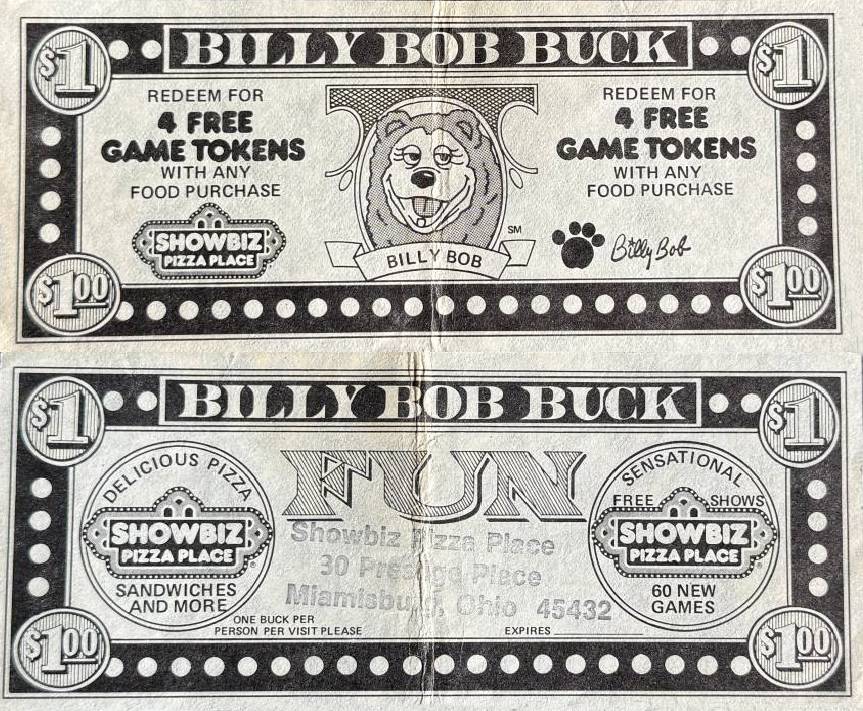 $1 BILLY BOB BUCK $1
REDEEM FOR
4 FREE
GAME TOKENS
WITH ANY
FOOD PURCHASE
SHOWBIZ
PIZZA PLACE
SM
BILLY BOB
REDEEM FOR
4 FREE
GAME TOKENS
WITH ANY
FOOD PURCHASE
Billy Bob
$1.00 $1.00
$1 BILLY BOB BUCK $1
DELICIOUS PIZZA
SHOWBIZ
PIZZA PLACE®
SANDWICHES
AND MORE
FUN
Showbiz Pizza Place
30 Prestige Place
Miamisburg, Ohio 45432
SENSATIONAL
FREE SHOWS
SHOWBIZ
PIZZA PLACE®
60 NEW
GAMES
ONE BUCK PER
PERSON PER VISIT PLEASE
EXPIRES
$1.00 $1.00